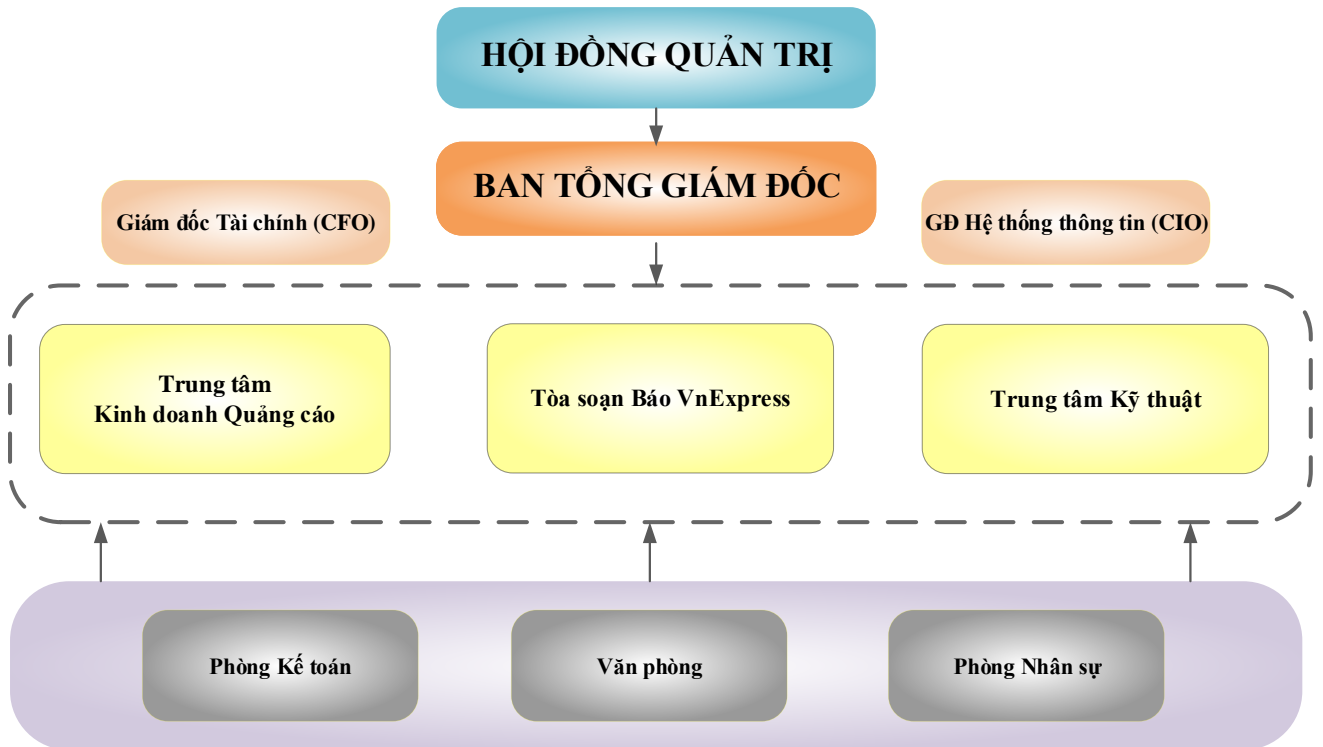 HỘI ĐỒNG QUẢN TRỊ
BAN TỔNG GIÁM ĐỐC
Giám đốc Tài chính (CFO)
GĐ Hệ thống thông tin (CIO)
Trung tâm
Kinh doanh Quảng cáo
Tòa soạn Báo VnExpress
Trung tâm Kỹ thuật
Phòng Kế toán
Văn phòng
Phòng Nhân sự